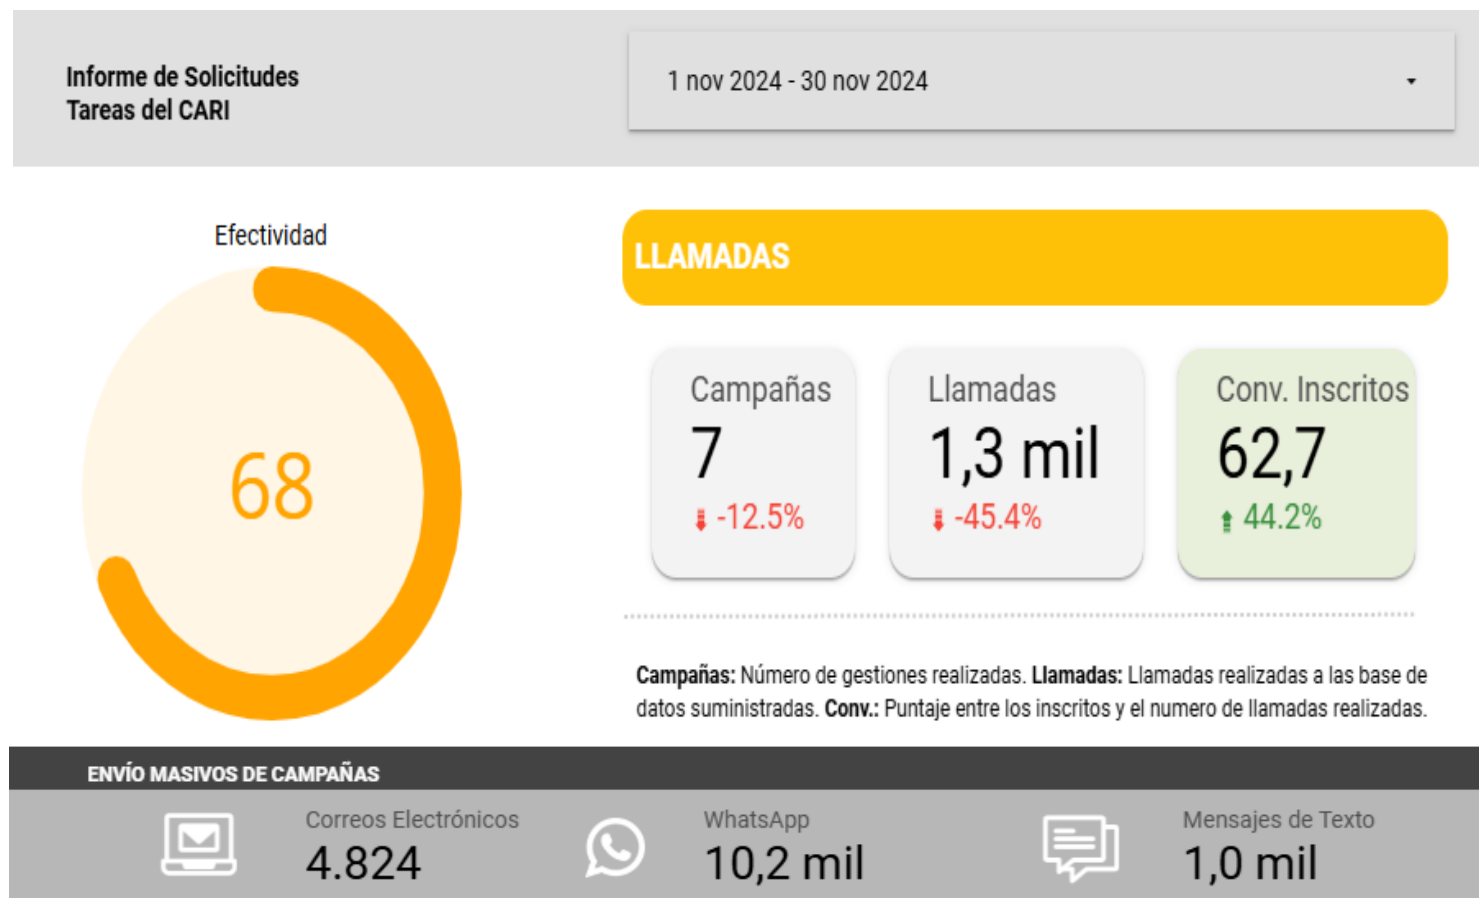 Informe de Solicitudes
Tareas del CARI
1 nov 2024 - 30 nov 2024
Efectividad
68
LLAMADAS
Campañas
7
-12.5%
Llamadas
1,3 mil
-45.4%
Conv. Inscritos
62,7
44.2%
Campañas: Número de gestiones realizadas. Llamadas: Llamadas realizadas a las base de
datos suministradas. Conv.: Puntaje entre los inscritos y el numero de llamadas realizadas.
ENVÍO MASIVOS DE CAMPAÑAS
Correos Electrónicos
4.824
WhatsApp
10,2 mil
Mensajes de Texto
1,0 mil